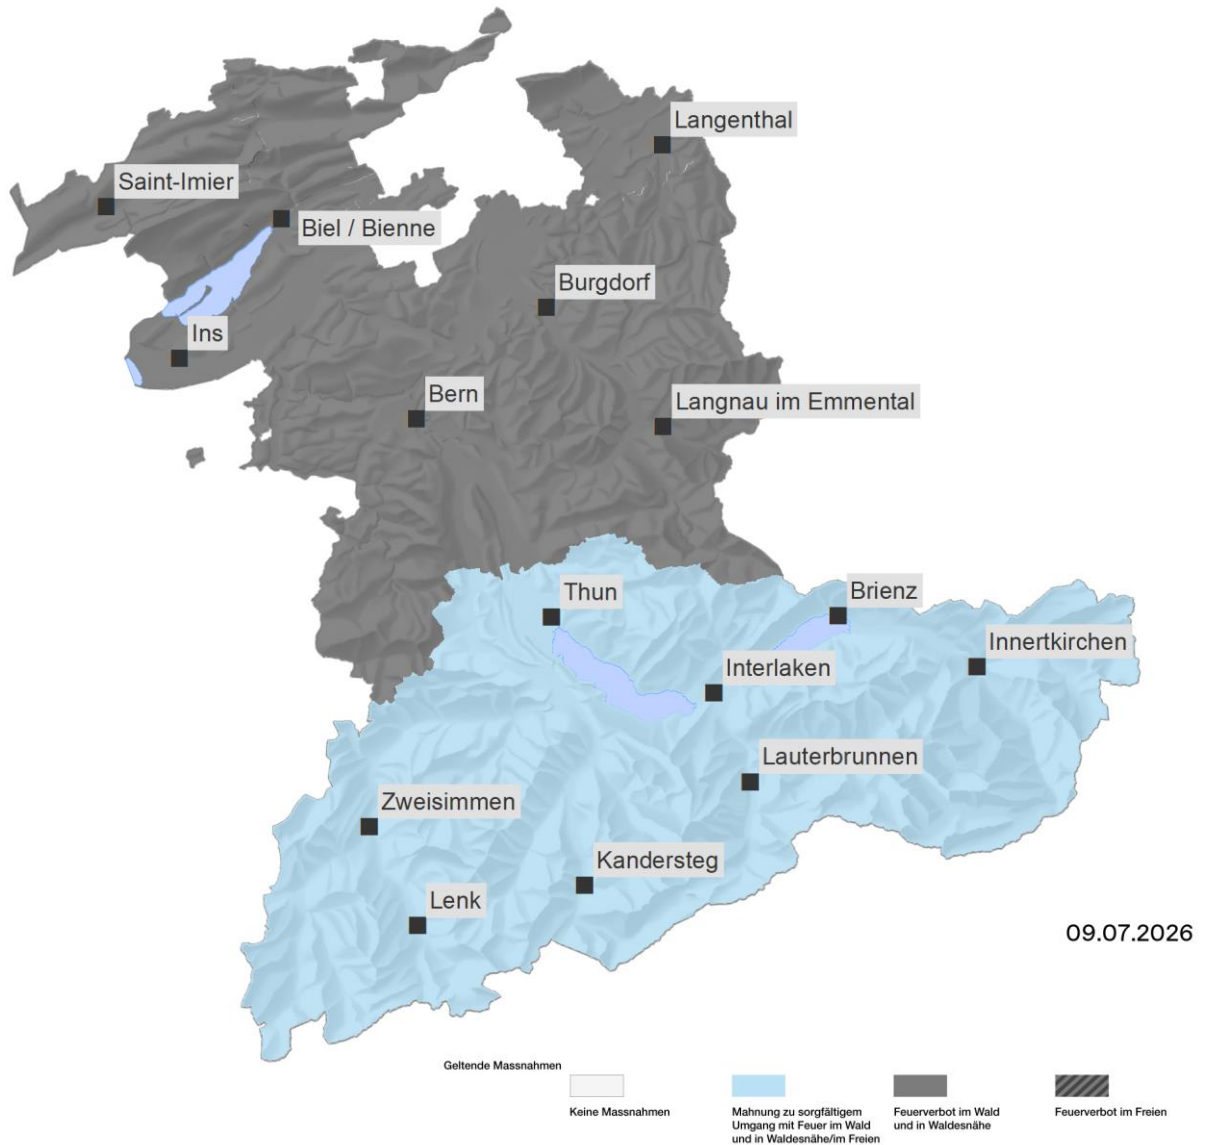 Langenthal
Saint-Imier
Biel / Bienne
Burgdorf
Ins
Bern
Langnau im Emmental
Thun
Brienz
Innertkirchen
Interlaken
Lauterbrunnen
Zweisimmen
Kandersteg
Lenk
09.07.2026
Geltende Massnahmen
Keine Massnahmen
Mahnung zu sorgfältigem
Umgang mit Feuer im Wald
und in Waldesnähe/im Freien
Feuerverbot im Wald
und in Waldesnähe
Feuerverbot im Freien